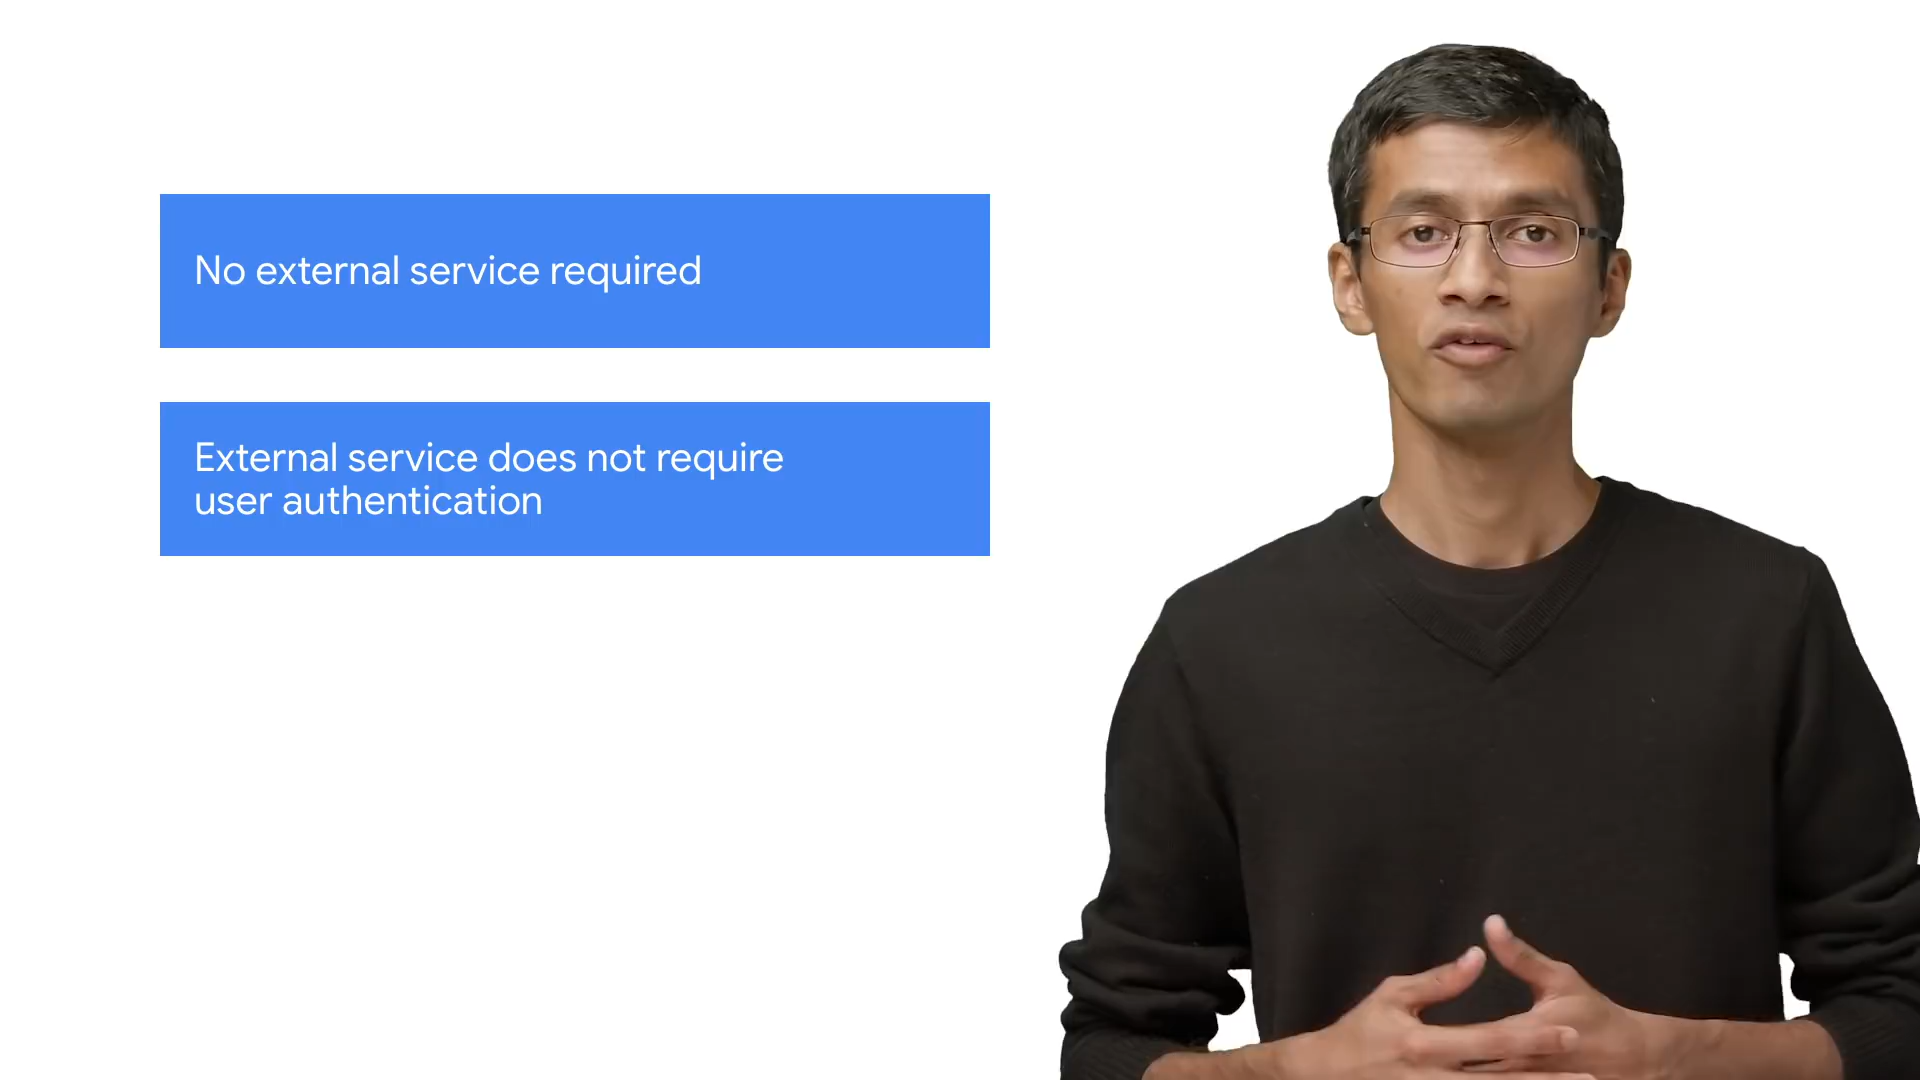 No external service required
External service does not require
user authentication